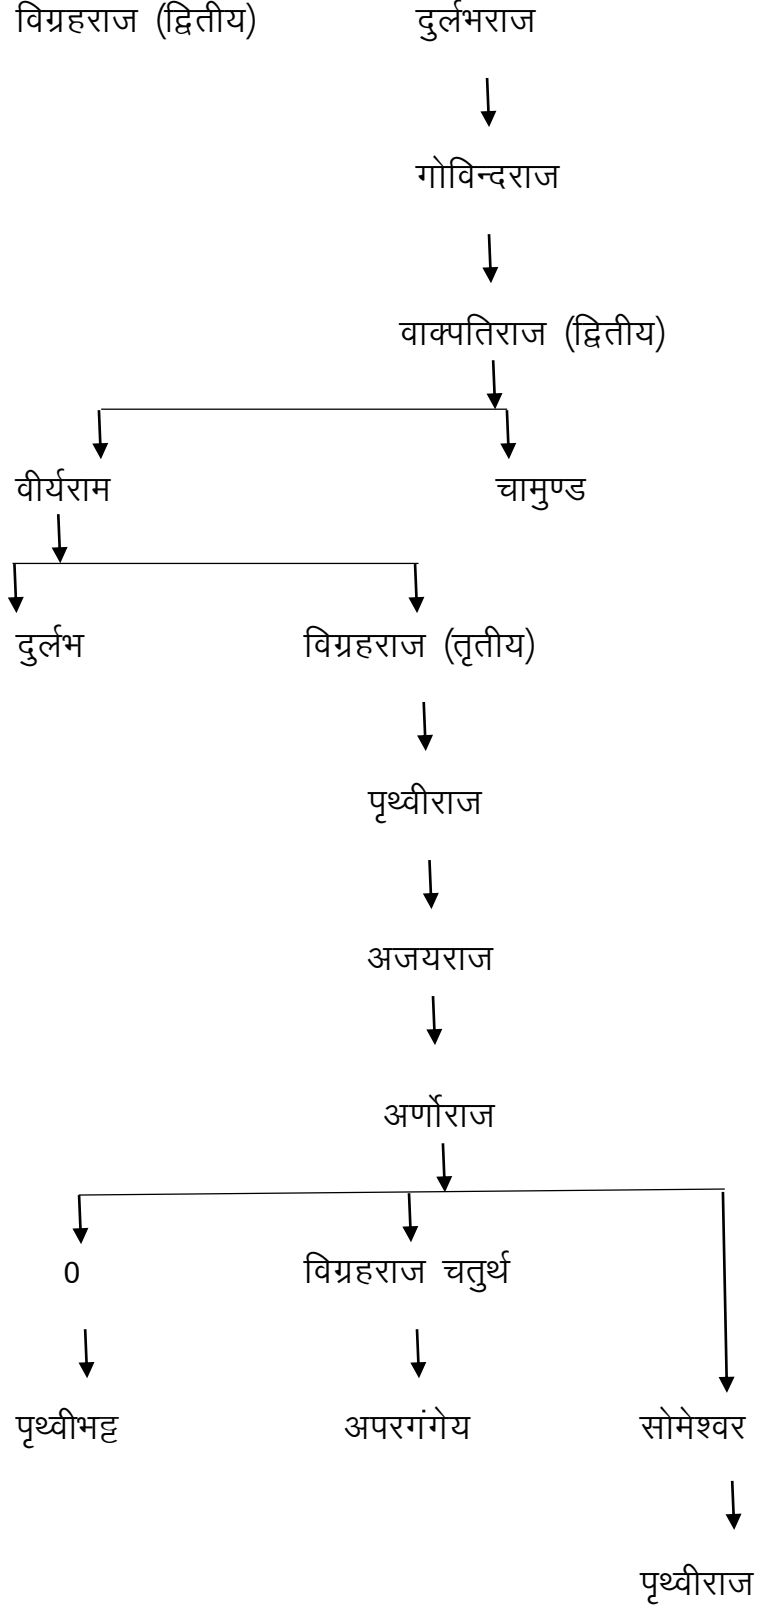 विग्रहराज (द्वितीय) दुर्लभराज
गोविन्दराज
वाक्पतिराज (द्वितीय)
वीर्यराम चामुण्ड
दुर्लभ विग्रहराज (तृतीय)
पृथ्वीराज
अजयराज
अर्णोराज
0 विग्रहराज चतुर्थ
पृथ्वीभट्ट अपरगंगेय सोमेश्वर
पृथ्वीराज